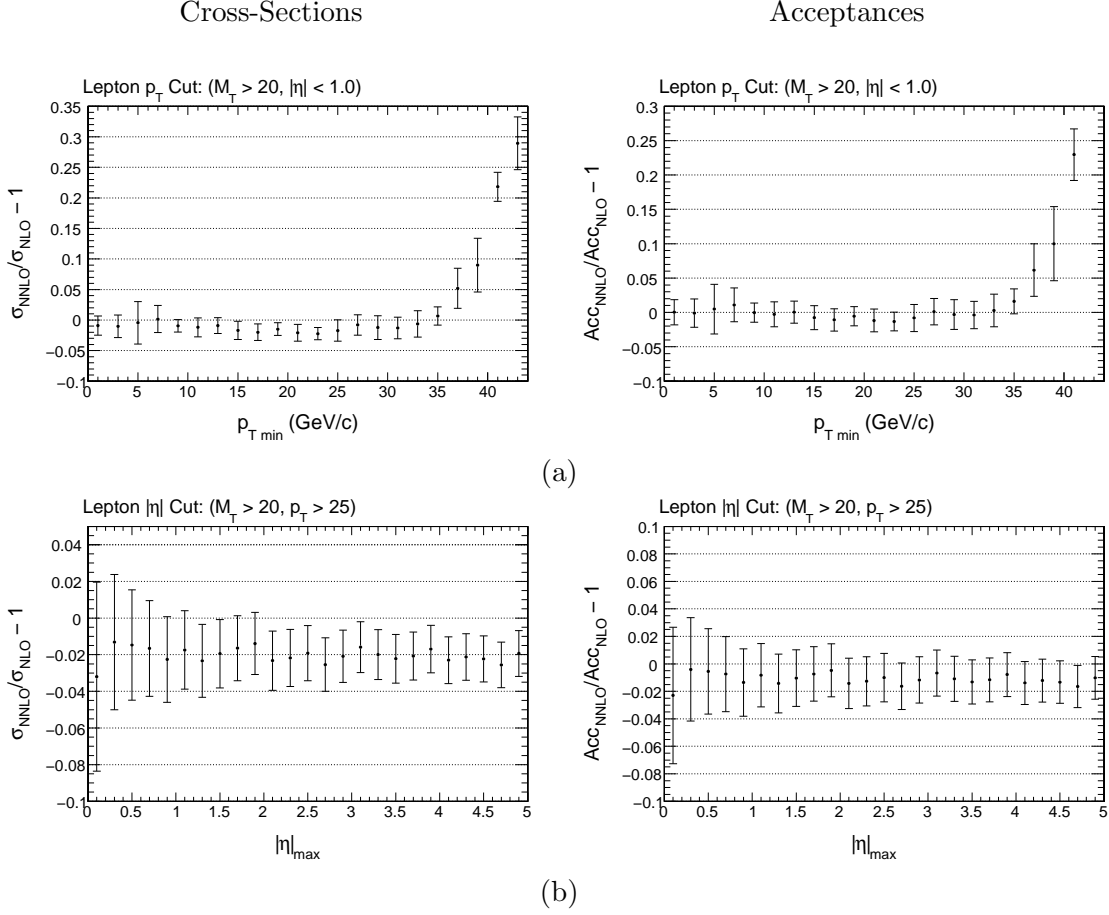 Cross-Sections
Acceptances
Lepton p_T Cut: (M_T > 20, |η| < 1.0)
σ_NNLO/σ_NLO − 1
0.35
0.3
0.25
0.2
0.15
0.1
0.05
0
−0.05
−0.1
0 5 10 15 20 25 30 35 40
p_T min (GeV/c)
Lepton p_T Cut: (M_T > 20, |η| < 1.0)
Acc_NNLO/Acc_NLO − 1
0.3
0.25
0.2
0.15
0.1
0.05
0
−0.05
−0.1
0 5 10 15 20 25 30 35 40
p_T min (GeV/c)
(a)
Lepton |η| Cut: (M_T > 20, p_T > 25)
σ_NNLO/σ_NLO − 1
0.04
0.02
0
−0.02
−0.04
−0.06
−0.08
−0.1
0 0.5 1 1.5 2 2.5 3 3.5 4 4.5 5
|η|_max
Lepton |η| Cut: (M_T > 20, p_T > 25)
Acc_NNLO/Acc_NLO − 1
0.1
0.08
0.06
0.04
0.02
0
−0.02
−0.04
−0.06
−0.08
−0.1
0 0.5 1 1.5 2 2.5 3 3.5 4 4.5 5
|η|_max
(b)